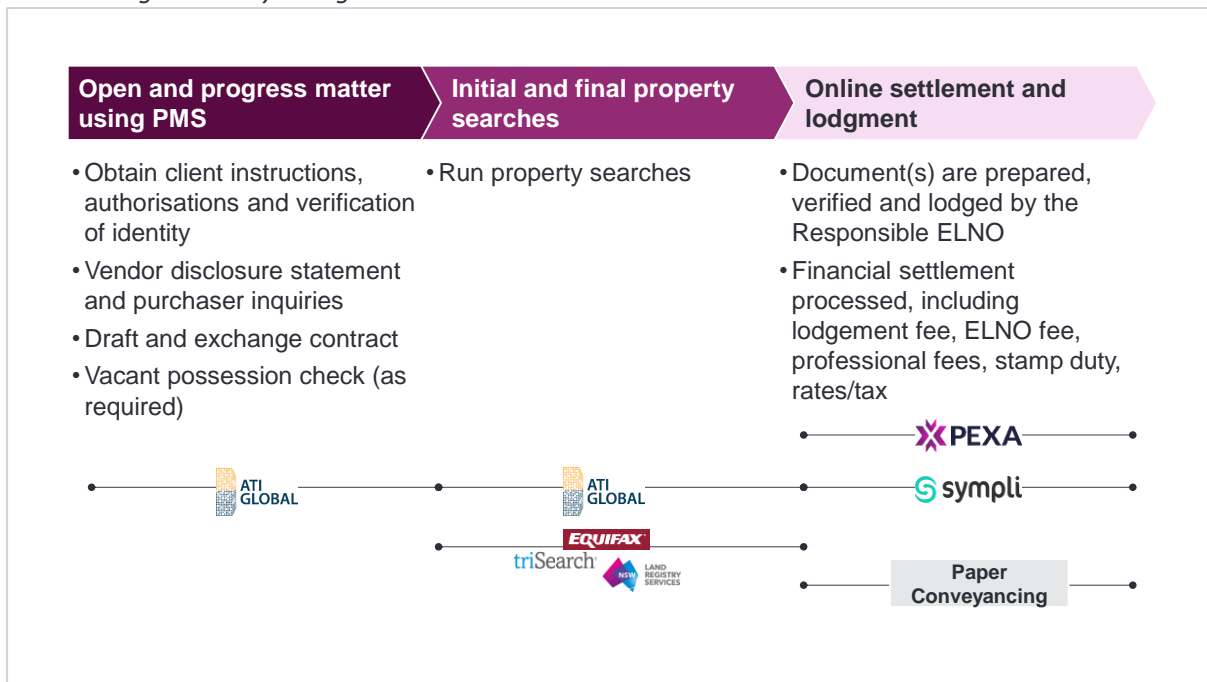 Open and progress matter
using PMS
Initial and final property
searches
Online settlement and
lodgment
• Obtain client instructions,
authorisations and verification
of identity
• Vendor disclosure statement
and purchaser inquiries
• Draft and exchange contract
• Vacant possession check (as
required)
• Run property searches
• Document(s) are prepared,
verified and lodged by the
Responsible ELNO
• Financial settlement
processed, including
lodgement fee, ELNO fee,
professional fees, stamp duty,
rates/tax
PEXA
ATI
GLOBAL
ATI
GLOBAL
sympli
EQUIFAX
triSearch
NSW
LAND
REGISTRY
SERVICES
Paper
Conveyancing